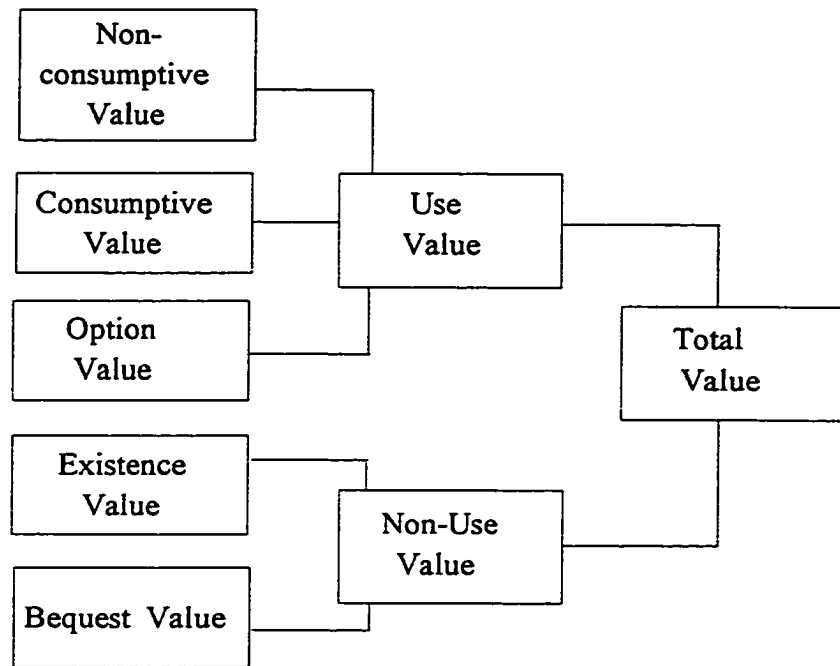 Non-
consumptive
Value
Consumptive
Value
Use
Value
Option
Value
Total
Value
Existence
Value
Non-Use
Value
Bequest Value